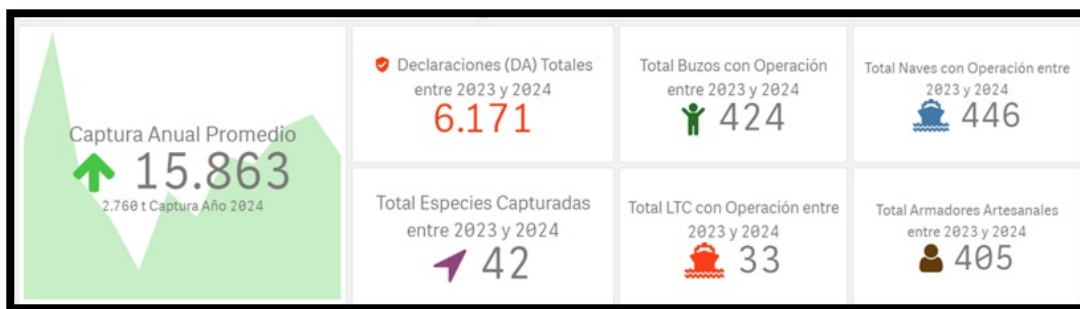 Captura Anual Promedio
15.863
2.760 t Captura Año 2024
Declaraciones (DA) Totales
entre 2023 y 2024
6.171
Total Buzos con Operación
entre 2023 y 2024
424
Total Naves con Operación entre
2023 y 2024
446
Total Especies Capturadas
entre 2023 y 2024
42
Total LTC con Operación entre
2023 y 2024
33
Total Armadores Artesanales
entre 2023 y 2024
405